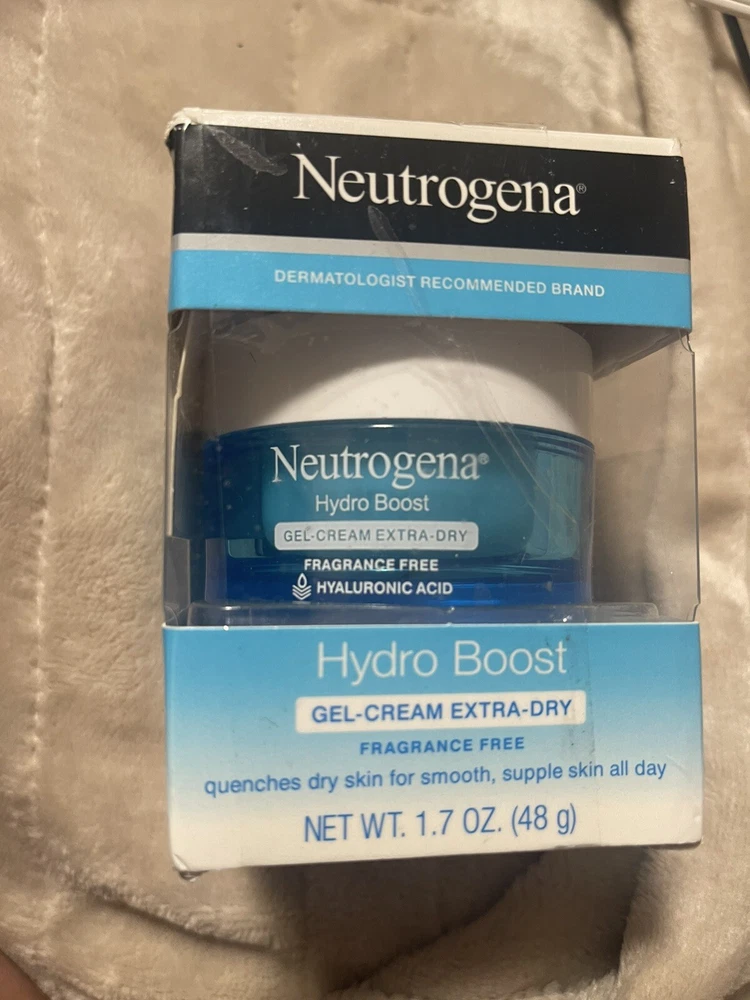 Neutrogena®
DERMATOLOGIST RECOMMENDED BRAND
Neutrogena®
Hydro Boost
GEL-CREAM EXTRA-DRY
FRAGRANCE FREE
HYALURONIC ACID
Hydro Boost
GEL-CREAM EXTRA-DRY
FRAGRANCE FREE
quenches dry skin for smooth, supple skin all day
NET WT. 1.7 OZ. (48 g)